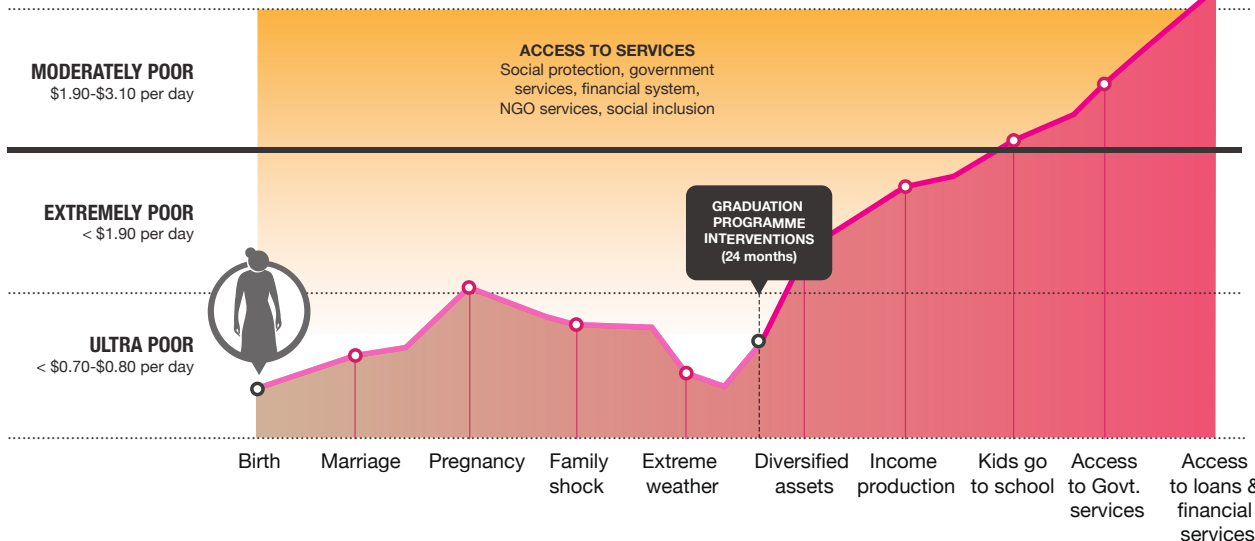 ACCESS TO SERVICES
Social protection, government
services, financial system,
NGO services, social inclusion
MODERATELY POOR
$1.90-$3.10 per day
EXTREMELY POOR
< $1.90 per day
GRADUATION
PROGRAMME
INTERVENTIONS
(24 months)
ULTRA POOR
< $0.70-$0.80 per day
Birth
Marriage
Pregnancy
Family
shock
Extreme
weather
Diversified
assets
Income
production
Kids go
to school
Access
to Govt.
services
Access
to loans &
financial
services